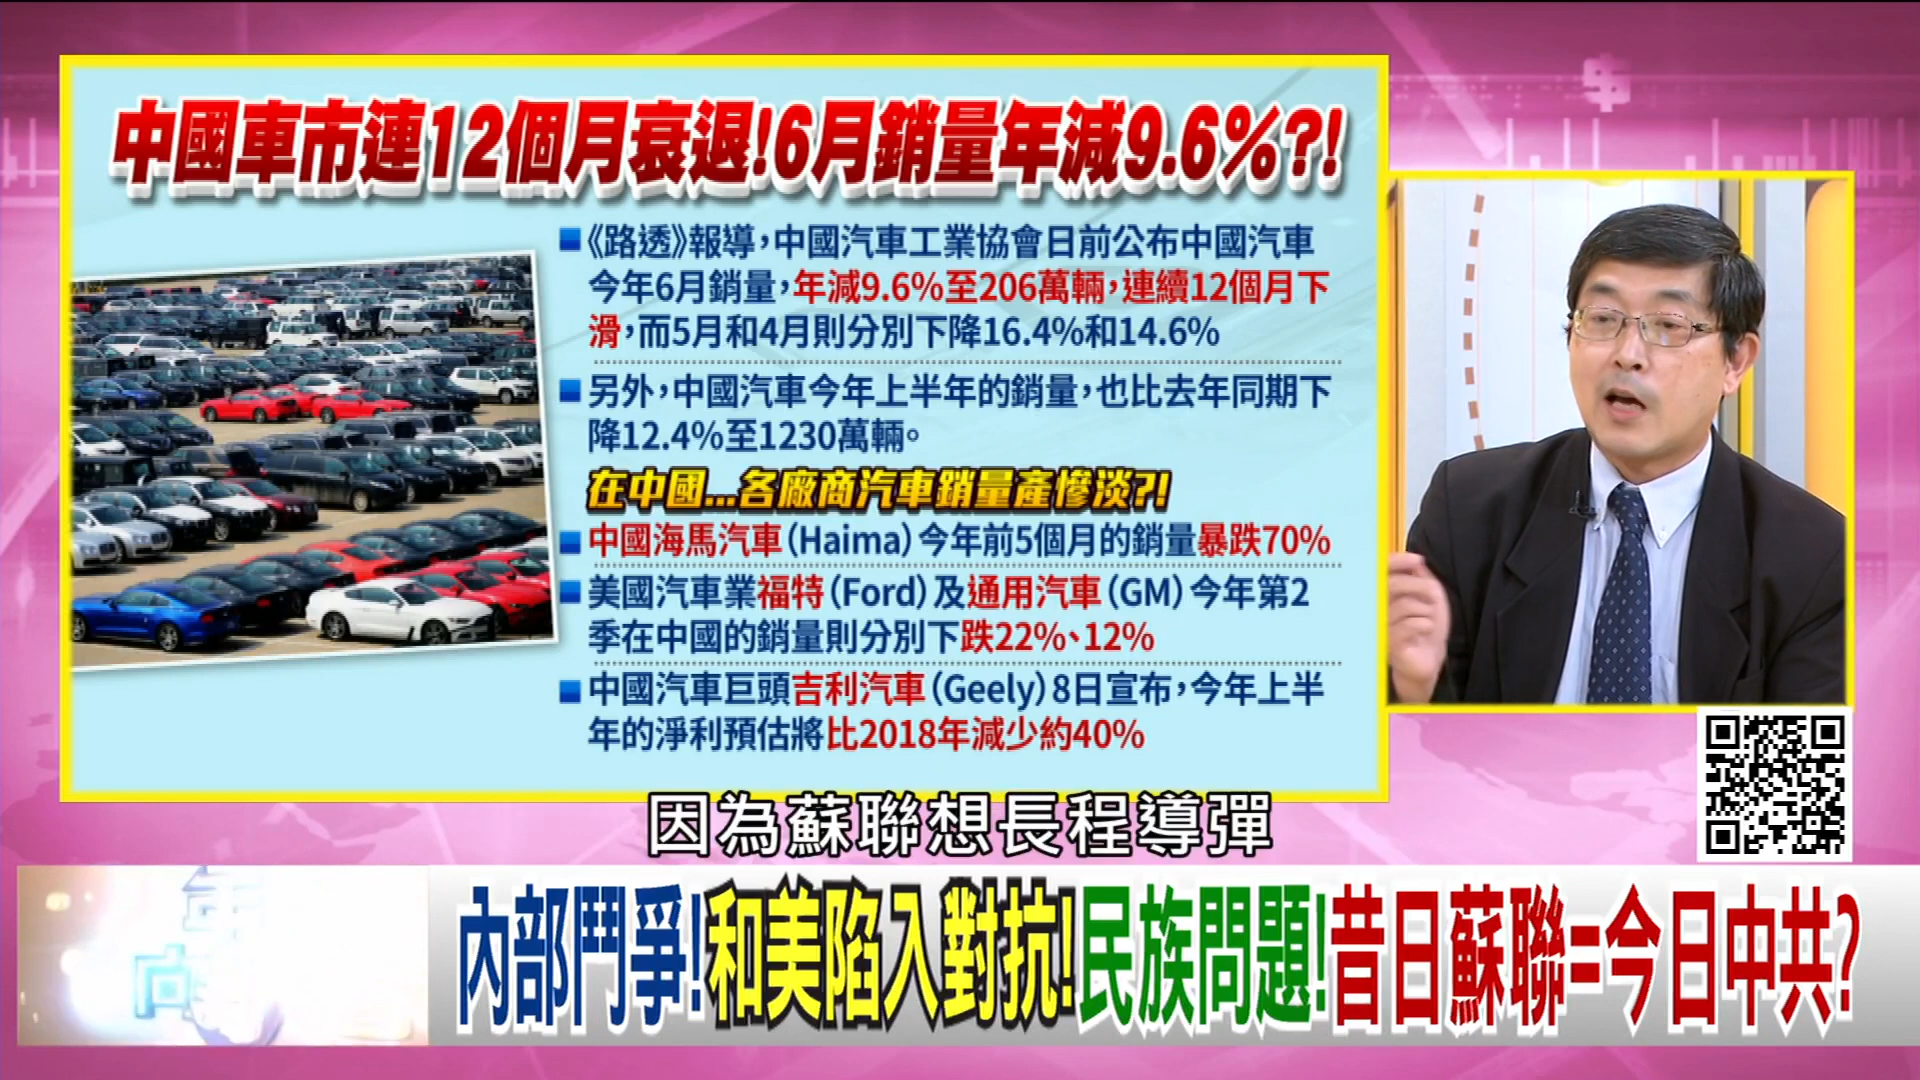 中國車市連12個月衰退!6月銷量年減9.6%?!
《路透》報導,中國汽車工業協會日前公布中國汽車
今年6月銷量,年減9.6%至206萬輛,連續12個月下
滑,而5月和4月則分別下降16.4%和14.6%
另外,中國汽車今年上半年的銷量,也比去年同期下
降12.4%至1230萬輛。
在中國...各廠商汽車銷量產慘淡?!
中國海馬汽車(Haima)今年前5個月的銷量暴跌70%
美國汽車業福特(Ford)及通用汽車(GM)今年第2
季在中國的銷量則分別下跌22%、12%
中國汽車巨頭吉利汽車(Geely)8日宣布,今年上半
年的淨利預估將比2018年減少約40%
因為蘇聯想長程導彈
內部鬥爭!和美陷入對抗!民族問題!昔日蘇聯=今日中共?